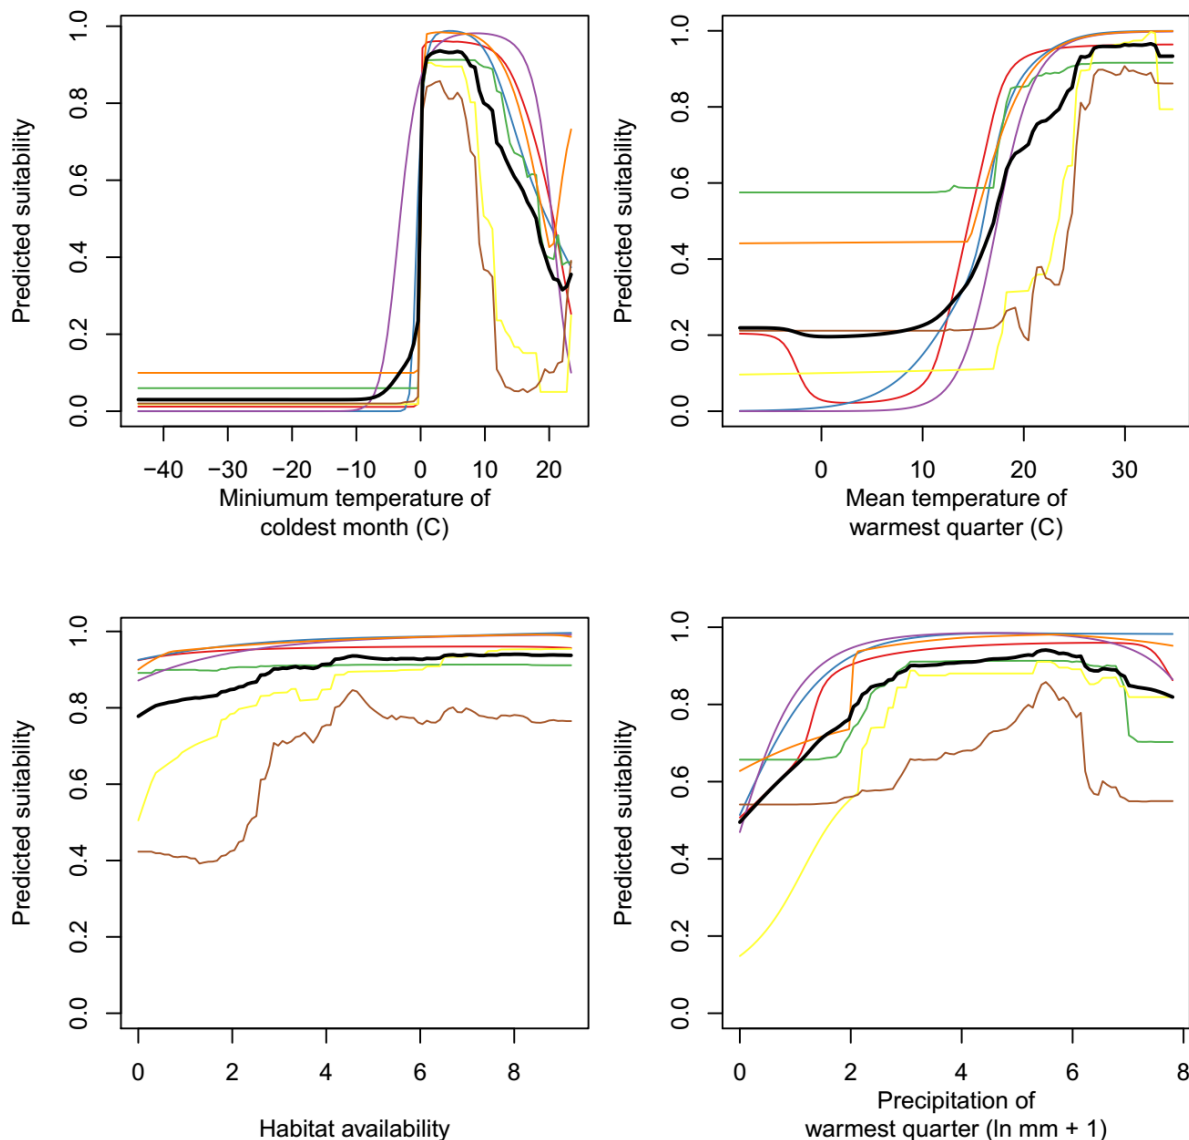 Predicted suitability
0.0 0.2 0.4 0.6 0.8 1.0
−40 −30 −20 −10 0 10 20
Miniumum temperature of
coldest month (C)
Predicted suitability
0.0 0.2 0.4 0.6 0.8 1.0
0 10 20 30
Mean temperature of
warmest quarter (C)
Predicted suitability
0.0 0.2 0.4 0.6 0.8 1.0
0 2 4 6 8
Habitat availability
Predicted suitability
0.0 0.2 0.4 0.6 0.8 1.0
0 2 4 6 8
Precipitation of
warmest quarter (ln mm + 1)